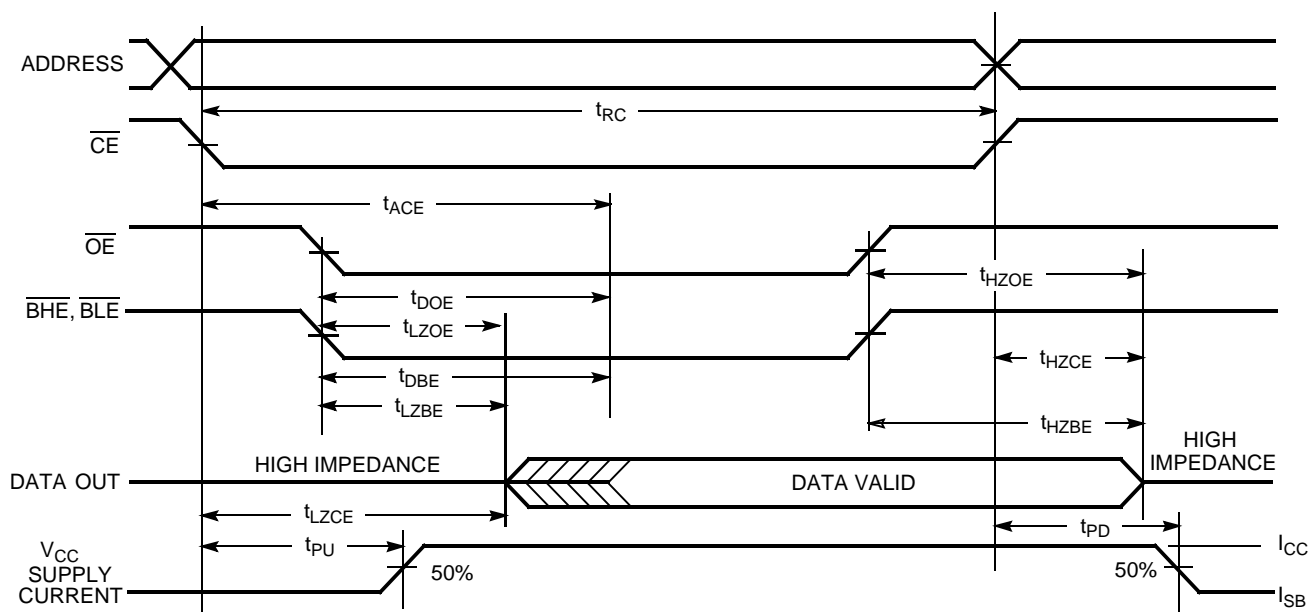 ADDRESS
tRC
CE
tACE
OE
tHZOE
tDOE
BHE, BLE
tLZOE
tHZCE
tDBE
tLZBE
tHZBE
HIGH IMPEDANCE
HIGH
IMPEDANCE
DATA OUT
DATA VALID
tLZCE
tPU
tPD
VCC
SUPPLY
CURRENT
50%
50%
ICC
ISB